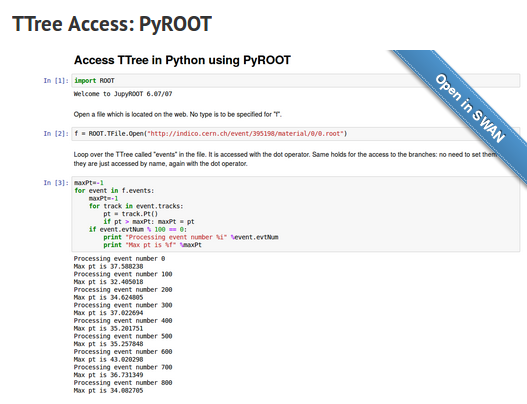 TTree Access: PyROOT
Access TTree in Python using PyROOT
Open in SWAN
In [1]: import ROOT
Welcome to JupyROOT 6.07/07
Open a file which is located on the web. No type is to be specified for "f".
In [2]: f = ROOT.TFile.Open("http://indico.cern.ch/event/395198/material/0/0.root")
Loop over the TTree called "events" in the file. It is accessed with the dot operator. Same holds for the access to the branches: no need to set them
they are just accessed by name, again with the dot operator.
In [3]: maxPt=-1
for event in f.events:
    maxPt=-1
    for track in event.tracks:
        pt = track.Pt()
        if pt > maxPt: maxPt = pt
    if event.evtNum % 100 == 0:
        print "Processing event number %i" %event.evtNum
        print "Max pt is %f" %maxPt
Processing event number 0
Max pt is 37.588238
Processing event number 100
Max pt is 32.405018
Processing event number 200
Max pt is 34.624805
Processing event number 300
Max pt is 37.022694
Processing event number 400
Max pt is 35.201751
Processing event number 500
Max pt is 35.257848
Processing event number 600
Max pt is 43.020298
Processing event number 700
Max pt is 36.731349
Processing event number 800
Max pt is 34.082705